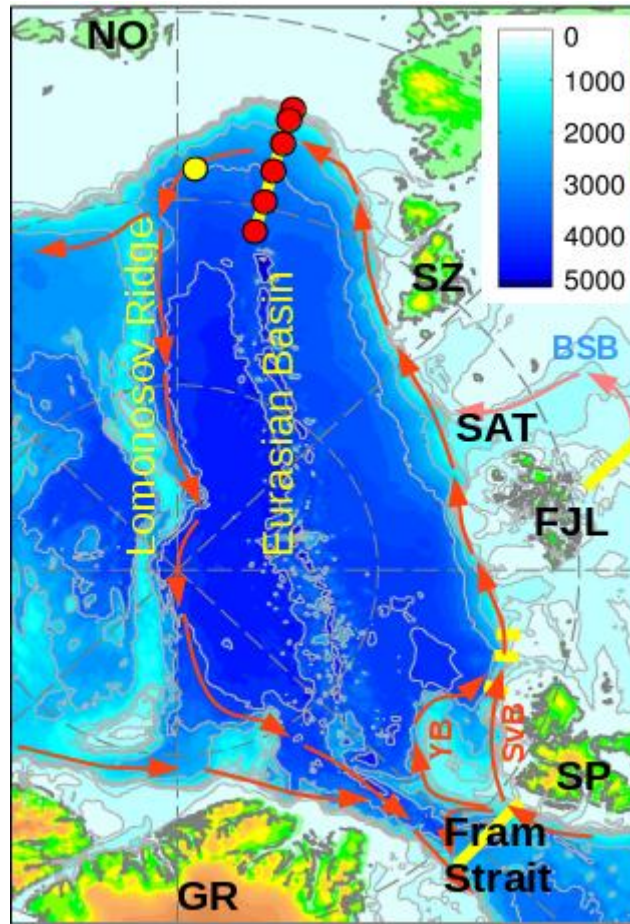 NO
0
1000
2000
3000
4000
5000
SZ
Lomonosov Ridge
Eurasian Basin
BSB
SAT
FJL
YB
SVB
SP
Fram
Strait
GR